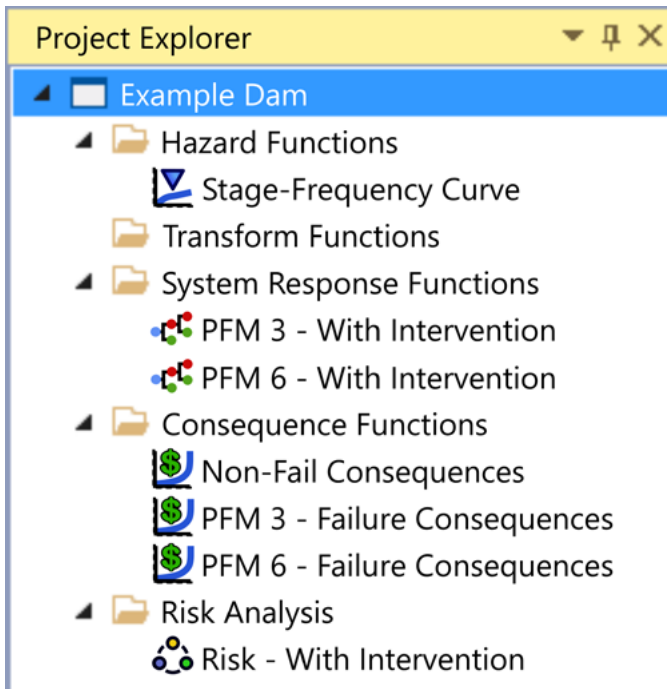 Project Explorer
Example Dam
Hazard Functions
Stage-Frequency Curve
Transform Functions
System Response Functions
PFM 3 - With Intervention
PFM 6 - With Intervention
Consequence Functions
Non-Fail Consequences
PFM 3 - Failure Consequences
PFM 6 - Failure Consequences
Risk Analysis
Risk - With Intervention